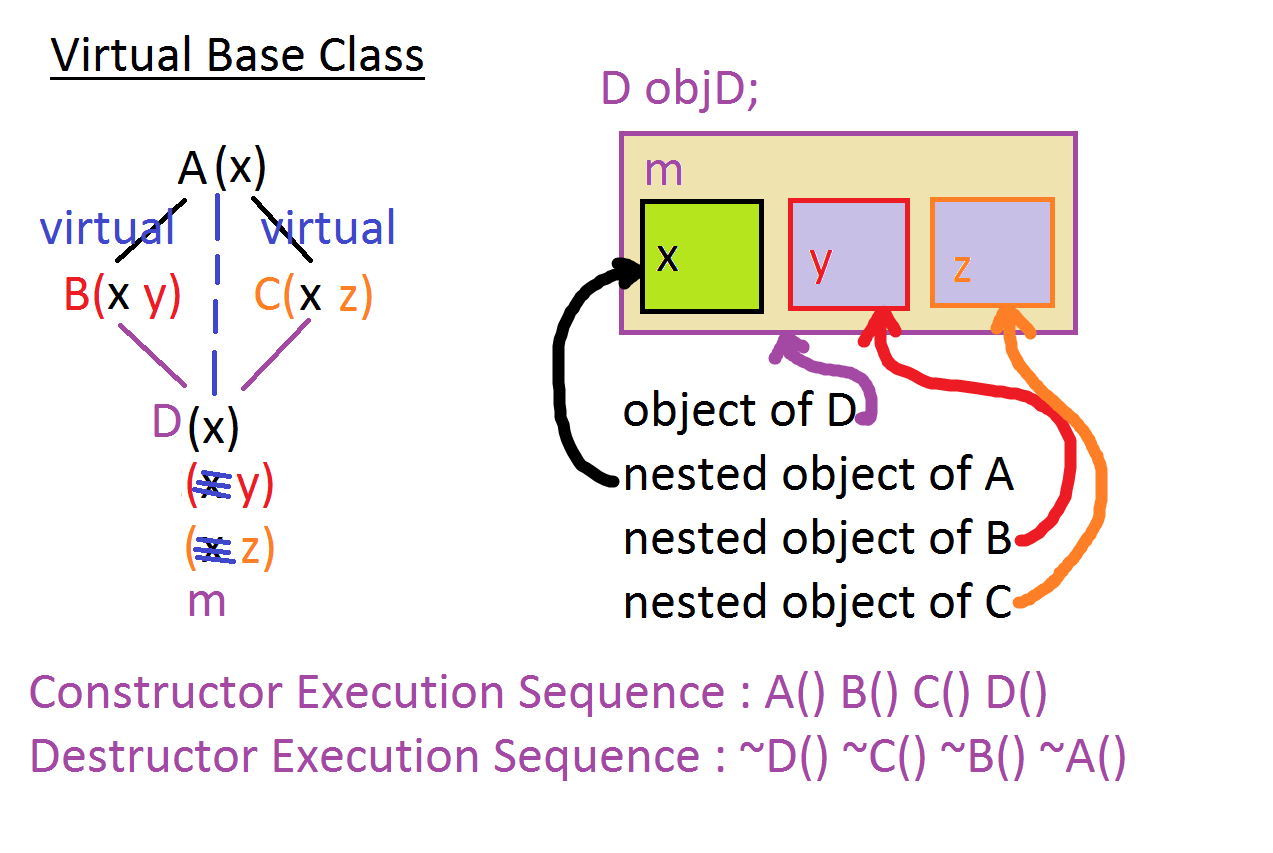 Virtual Base Class
A (x)
virtual virtual
B(x y) C(x z)
D (x)
(x y)
(x z)
m
D objD;
m
x y z
object of D
nested object of A
nested object of B
nested object of C
Constructor Execution Sequence : A() B() C() D()
Destructor Execution Sequence : ~D() ~C() ~B() ~A()